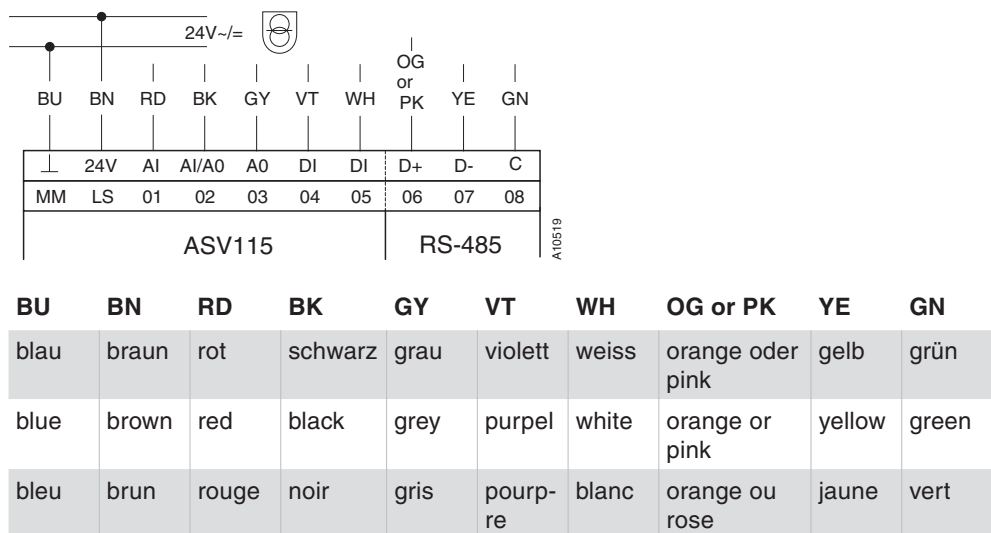 24V~/=
OG
or
PK
BU BN RD BK GY VT WH YE GN
⊥ 24V AI AI/A0 A0 DI DI D+ D- C
MM LS 01 02 03 04 05 06 07 08
ASV115 RS-485
A10519
BU BN RD BK GY VT WH OG or PK YE GN
blau braun rot schwarz grau violett weiss orange oder gelb grün
pink
blue brown red black grey purpel white orange or yellow green
pink
bleu brun rouge noir gris pourp- blanc orange ou jaune vert
re rose